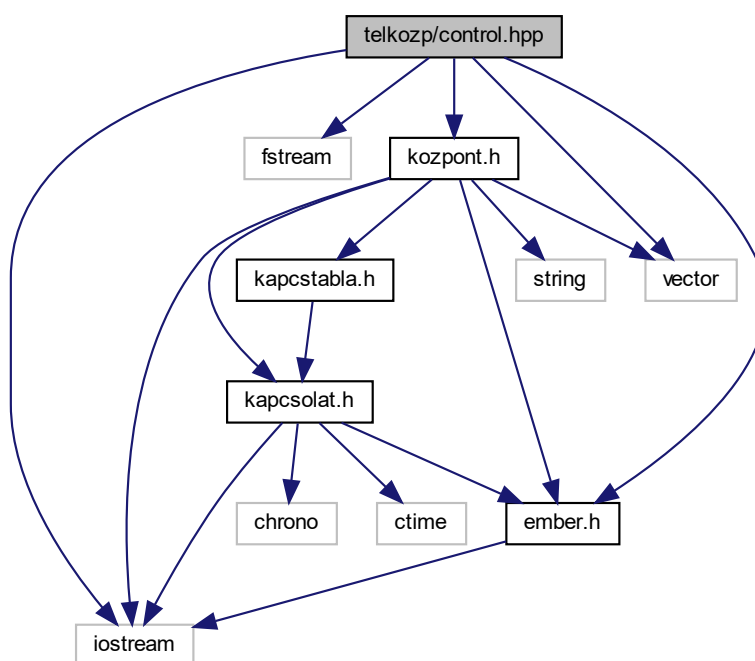 telkozp/control.hpp
fstream
kozpont.h
kapcstabla.h
string
vector
kapcsolat.h
chrono
ctime
ember.h
iostream